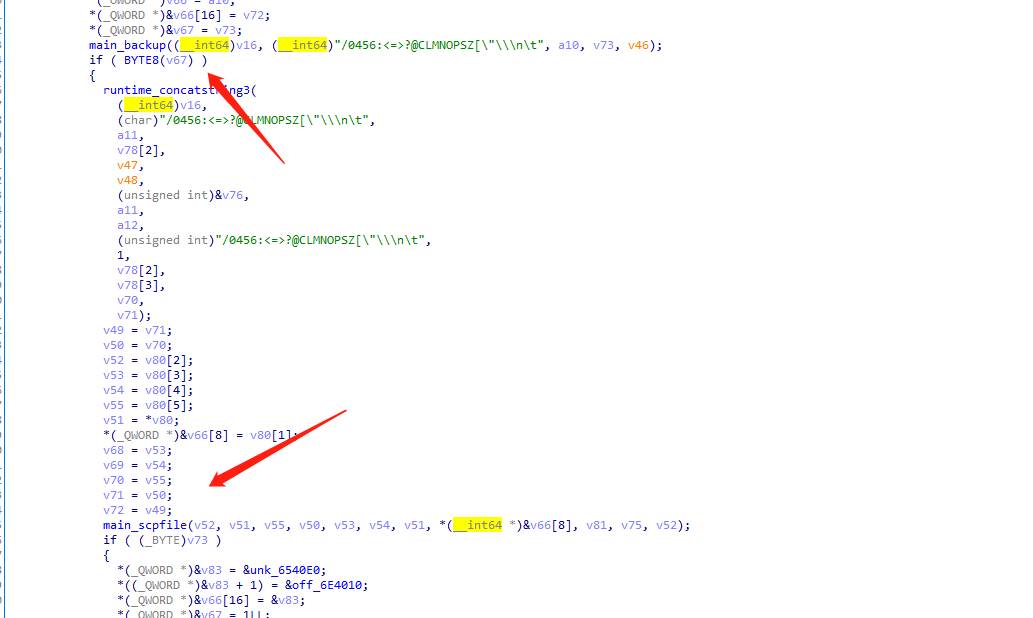 *(_QWORD *)&v66[16] = v72;
*(_QWORD *)&v67 = v73;
main_backup((__int64)v16, (__int64)"/0456:<=>?@CLMNOPSZ[\"\\\n\t", a10, v73, v46);
if ( BYTE8(v67) )
{
runtime_concatstring3(
(__int64)v16,
(char)"/0456:<=>?@CLMNOPSZ[\"\\\n\t",
a11,
v78[2],
v47,
v48,
(unsigned int)&v76,
a11,
a12,
(unsigned int)"/0456:<=>?@CLMNOPSZ[\"\\\n\t",
1,
v78[2],
v78[3],
v70,
v71);
v49 = v71;
v50 = v70;
v52 = v80[2];
v53 = v80[3];
v54 = v80[4];
v55 = v80[5];
v51 = *v80;
*(_QWORD *)&v66[8] = v80[1];
v68 = v53;
v69 = v54;
v70 = v55;
v71 = v50;
v72 = v49;
main_scpfile(v52, v51, v55, v50, v53, v54, v51, *(__int64 *)&v66[8], v81, v75, v52);
if ( (_BYTE)v73 )
{
*(_QWORD *)&v83 = &unk_6540E0;
*((_QWORD *)&v83 + 1) = &off_6E4010;
*(_QWORD *)&v66[16] = &v83;
*(_QWORD *)&v67 = 1LL;